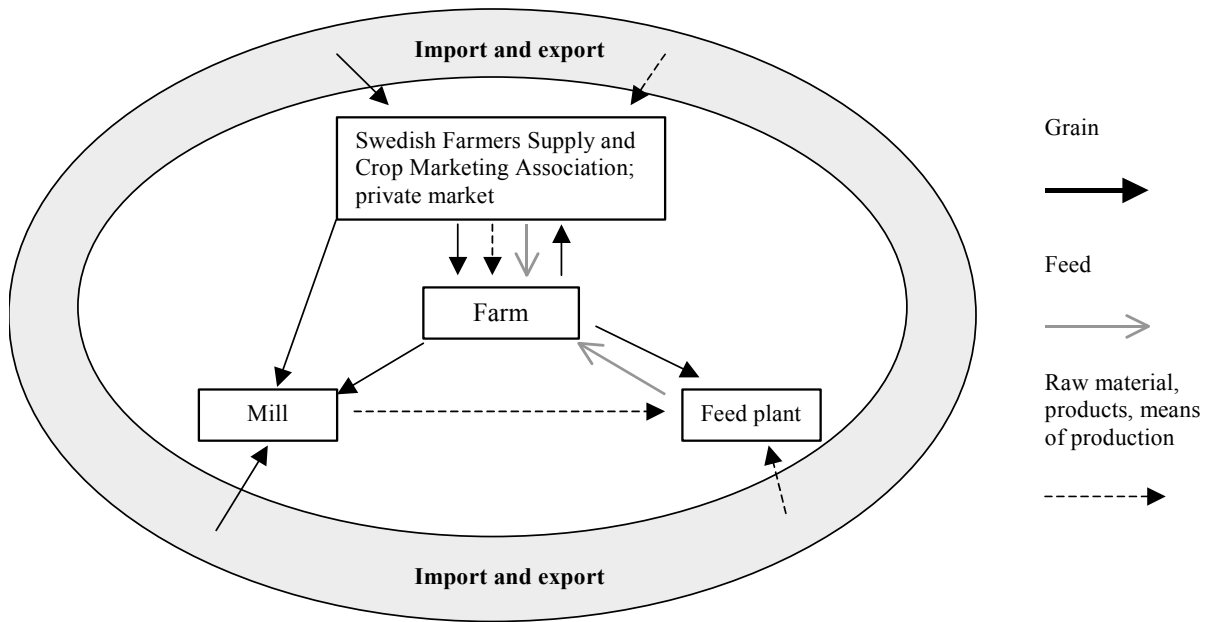 Import and export
Swedish Farmers Supply and
Crop Marketing Association;
private market
Farm
Mill
Feed plant
Import and export
Grain
Feed
Raw material,
products, means
of production